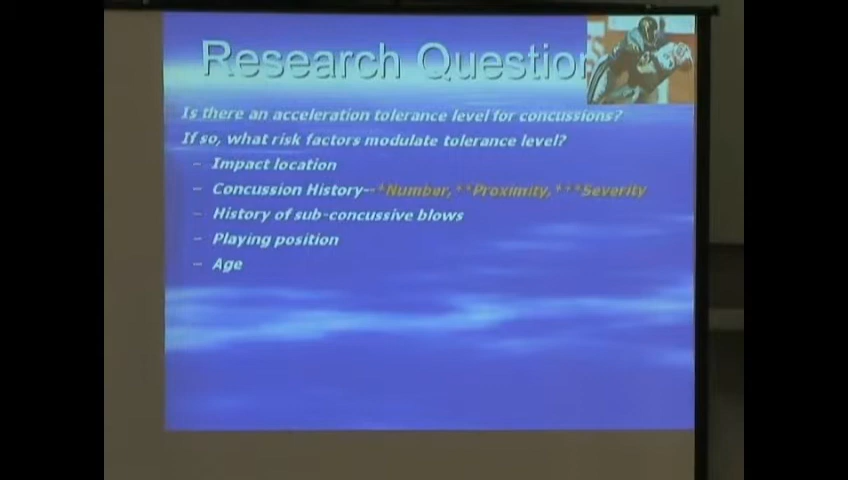 Research Question
Is there an acceleration tolerance level for concussions?
If so, what risk factors modulate tolerance level?
– Impact location
– Concussion History--*Number, **Proximity, ***Severity
– History of sub-concussive blows
– Playing position
– Age